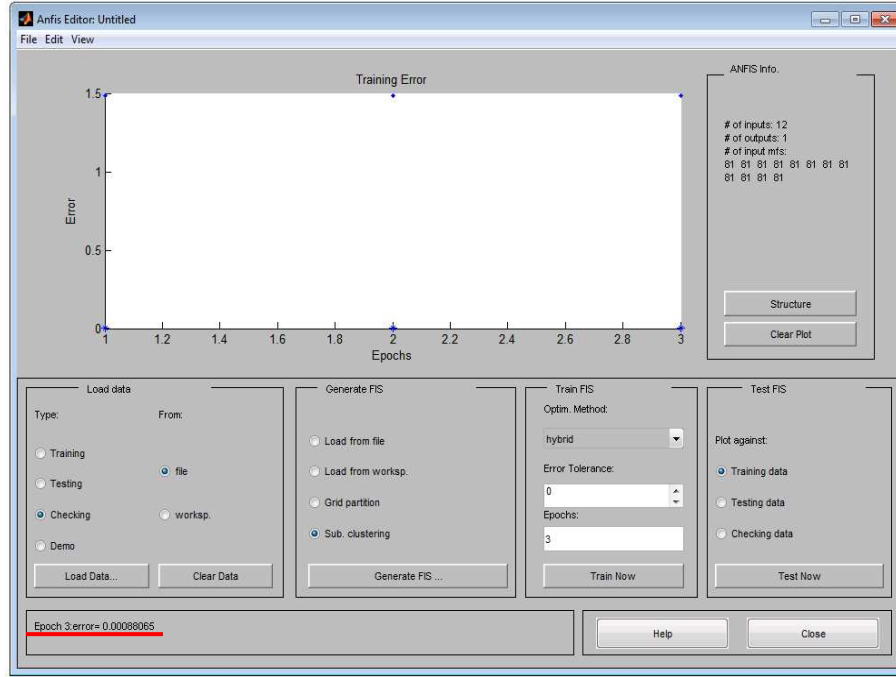 Anfis Editor: Untitled
File Edit View
Training Error
ANFIS Info.
1.5
1
0.5
0
Error
1 1.2 1.4 1.6 1.8 2 2.2 2.4 2.6 2.8 3
Epochs
# of inputs: 12
# of outputs: 1
# of input mfs:
81 81 81 81 81 81 81 81
81 81 81 81
Structure
Clear Plot
Load data
Type:
From:
Training
Testing
Checking
Demo
file
worksp.
Load Data...
Clear Data
Generate FIS
Load from file
Load from worksp.
Grid partition
Sub. clustering
Generate FIS ...
Train FIS
Optim. Method:
hybrid
Error Tolerance:
0
Epochs:
3
Train Now
Test FIS
Plot against:
Training data
Testing data
Checking data
Test Now
Epoch 3:error= 0.00088065
Help
Close